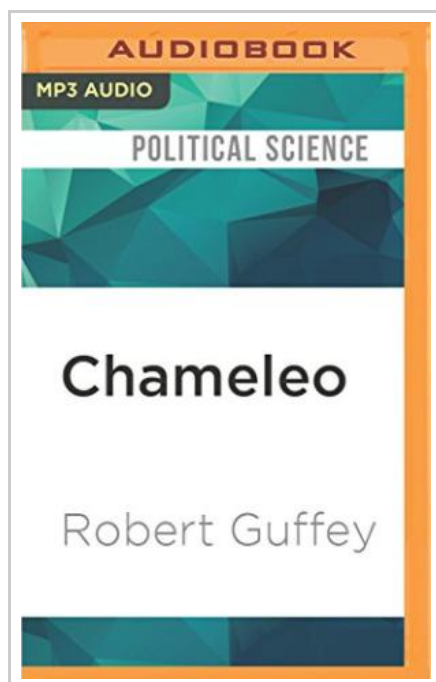 AUDIOBOOK
MP3 AUDIO
POLITICAL SCIENCE
Chameleo
Robert Guffey